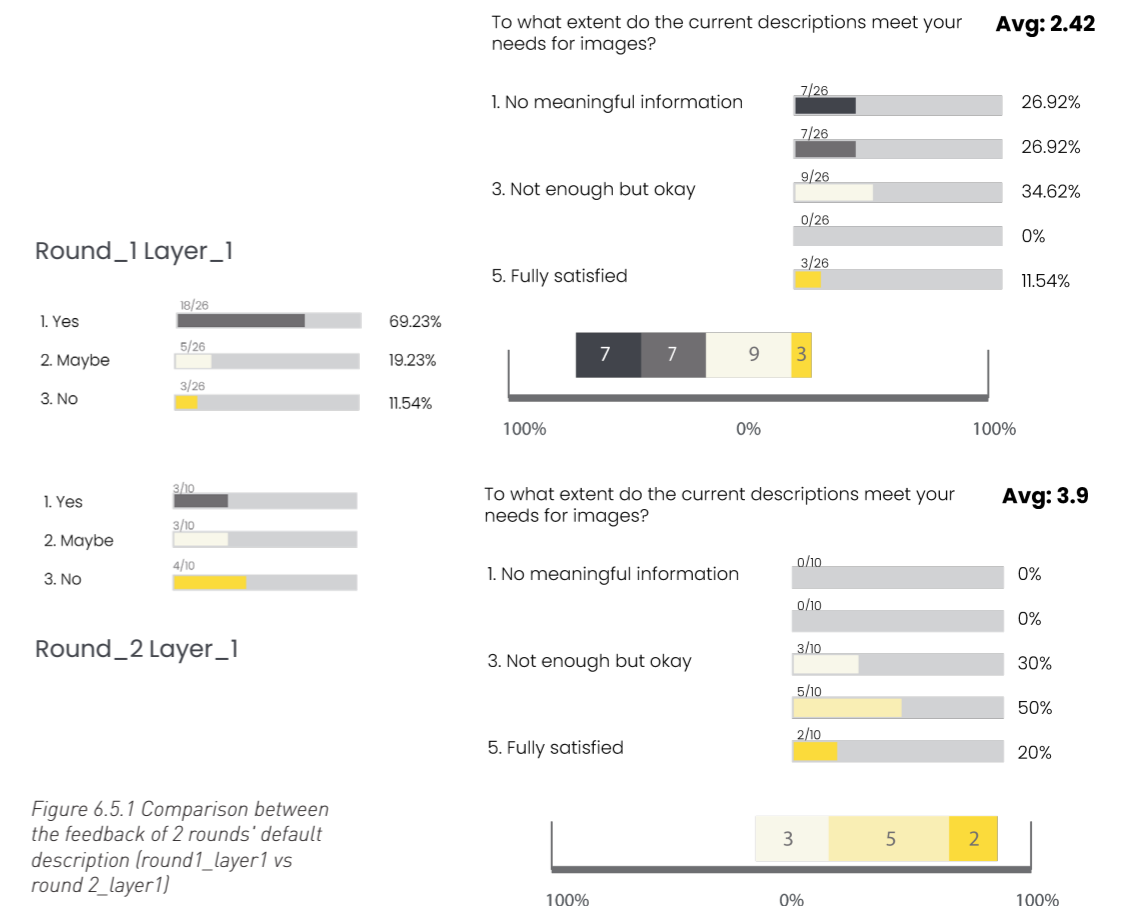 To what extent do the current descriptions meet your
needs for images?
Avg: 2.42
1. No meaningful information
7/26
26.92%
7/26
26.92%
3. Not enough but okay
9/26
34.62%
0/26
0%
5. Fully satisfied
3/26
11.54%
7
7
9
3
100%
0%
100%
Round_1 Layer_1
1. Yes
18/26
69.23%
2. Maybe
5/26
19.23%
3. No
3/26
11.54%
1. Yes
3/10
2. Maybe
3/10
3. No
4/10
Round_2 Layer_1
To what extent do the current descriptions meet your
needs for images?
Avg: 3.9
1. No meaningful information
0/10
0%
0/10
0%
3. Not enough but okay
3/10
30%
5/10
50%
5. Fully satisfied
2/10
20%
3
5
2
100%
0%
100%
Figure 6.5.1 Comparison between
the feedback of 2 rounds' default
description (round1_layer1 vs
round 2_layer1)